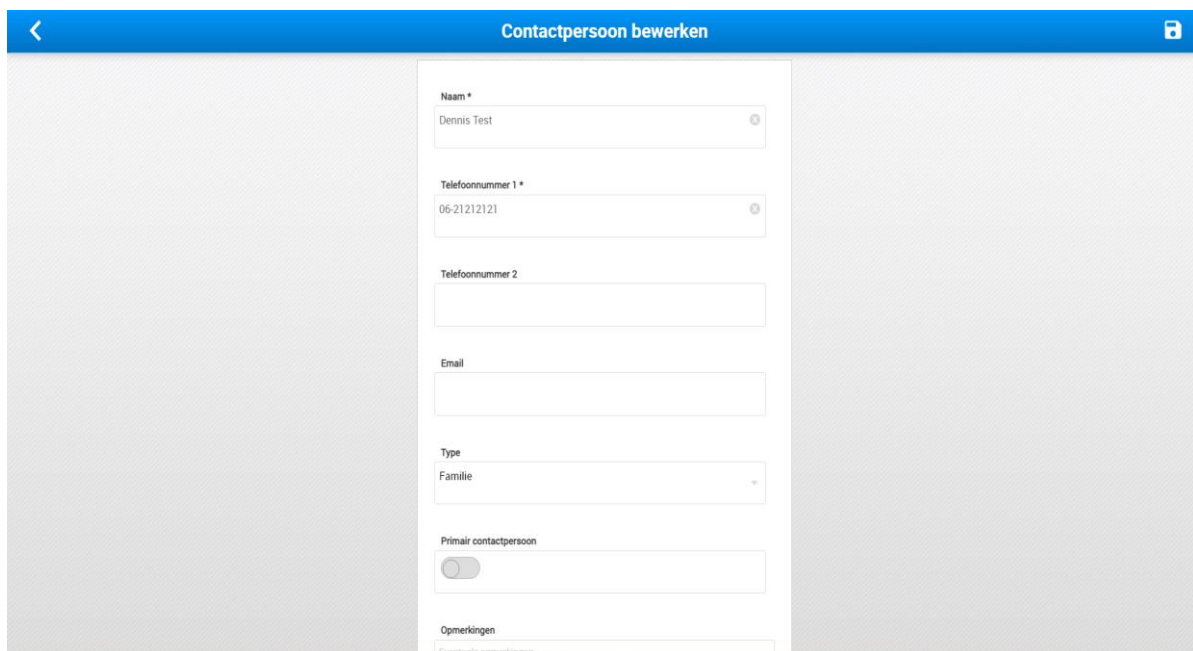 Contactpersoon bewerken
Naam *
Dennis Test
Telefoonnummer 1 *
06-21212121
Telefoonnummer 2
Email
Type
Familie
Primair contactpersoon
Opmerkingen